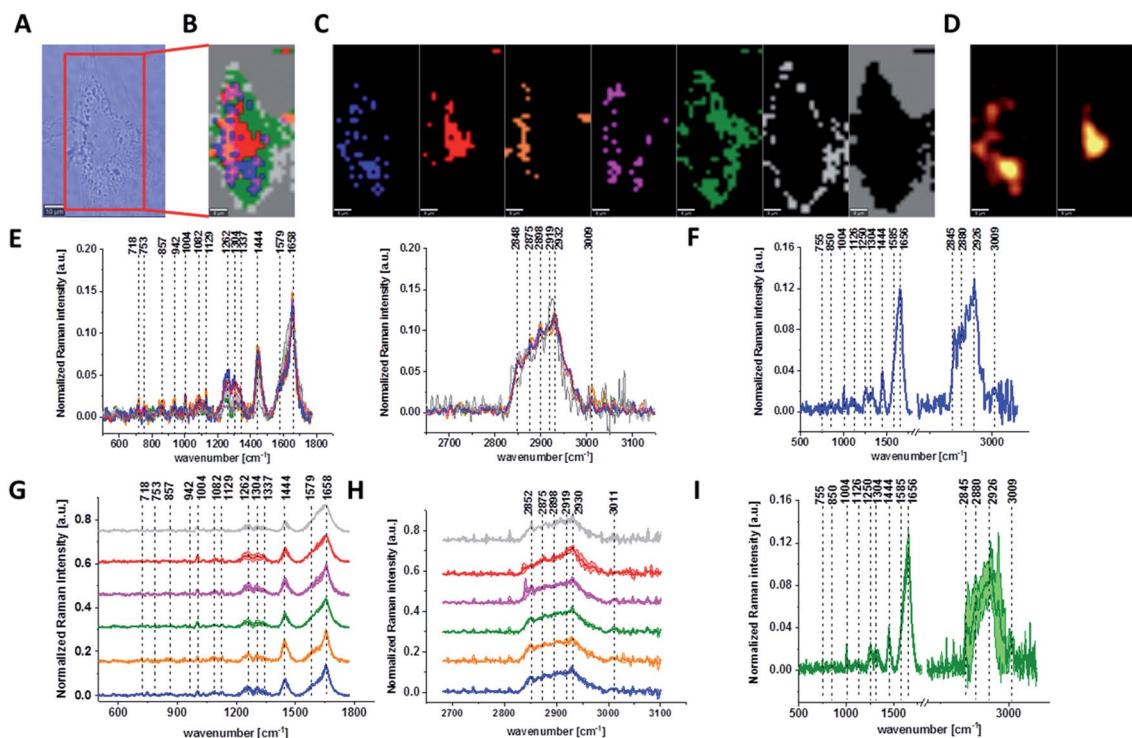 A B C D
10 µm
E
718 753 857 942 1004 1082 1129 1262 1304 1337 1444 1579 1658
Normalized Raman intensity [a.u.]
0.20
0.15
0.10
0.05
0.00
600 800 1000 1200 1400 1600 1800
wavenumber [cm⁻¹]
2848 2875 2898 2919 2932 3009
Normalized Raman intensity [a.u.]
0.20
0.15
0.10
0.05
0.00
2700 2800 2900 3000 3100
wavenumber [cm⁻¹]
F
755 850 1004 1126 1250 1304 1444 1585 1656 2845 2880 2926 3009
Normalized Raman intensity [a.u.]
0.16
0.12
0.08
0.04
0.00
500 1000 1500 3000
wavenumber [cm⁻¹]
G
718 753 857 942 1004 1082 1129 1262 1304 1337 1444 1579 1658
Normalized Raman Intensity [a.u.]
0.8
0.6
0.4
0.2
0.0
600 900 1200 1500 1800
wavenumber [cm⁻¹]
H
2852 2875 2898 2919 2930 3011
Normalized Raman intensity [a.u.]
0.8
0.6
0.4
0.2
0.0
2700 2800 2900 3000 3100
wavenumber [cm⁻¹]
I
755 850 1004 1126 1250 1304 1444 1585 1656 2845 2880 2926 3009
Normalized Raman intensity [a.u.]
0.16
0.12
0.08
0.04
0.00
500 1000 1500 3000
wavenumber [cm⁻¹]